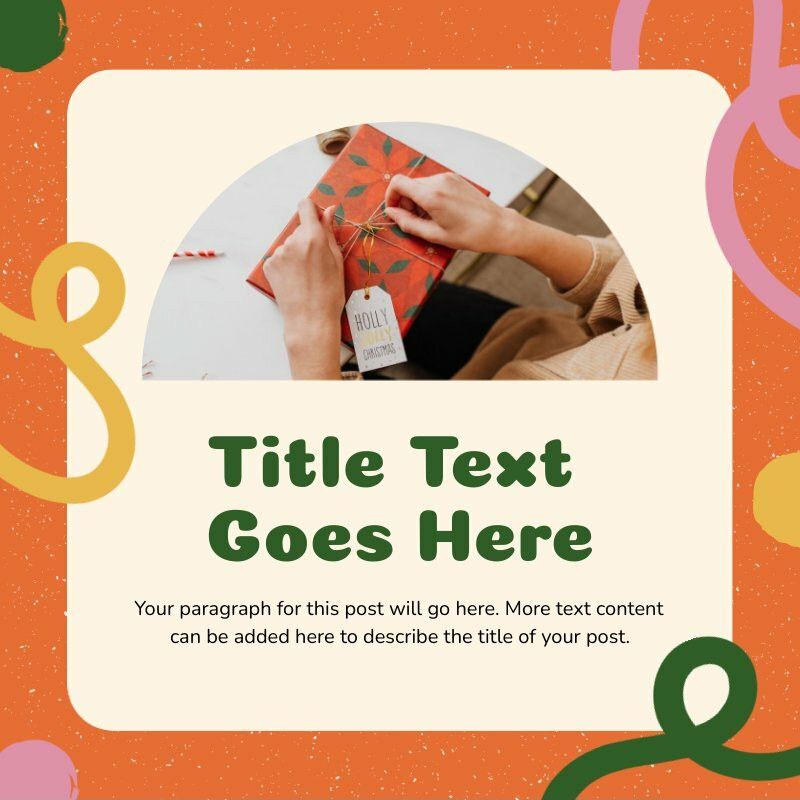 HOLLY
JOLLY
CHRISTMAS
Title Text
Goes Here
Your paragraph for this post will go here. More text content
can be added here to describe the title of your post.